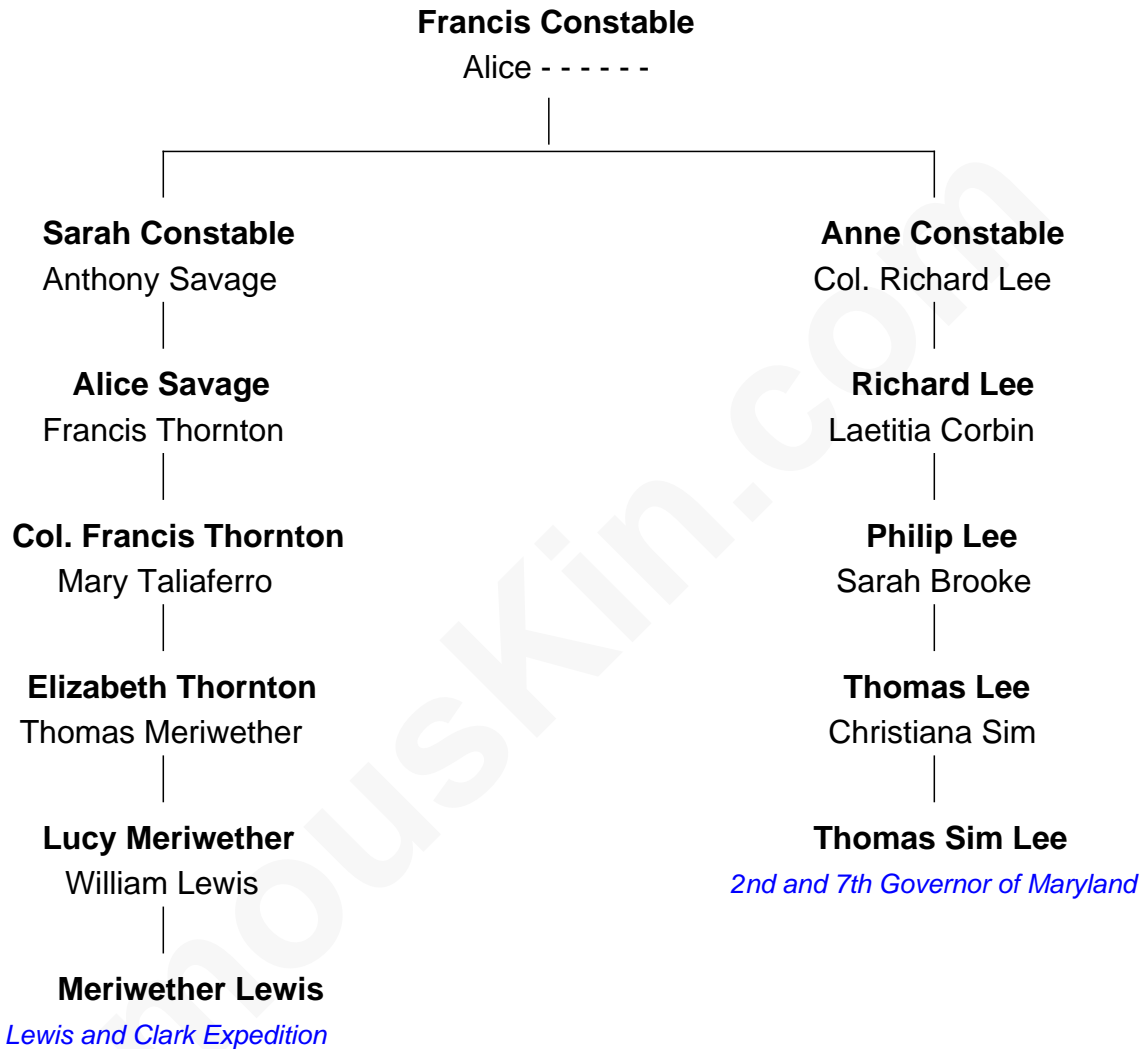 Francis Constable
Alice - - - - - -
Sarah Constable
Anthony Savage
Anne Constable
Col. Richard Lee
Alice Savage
Francis Thornton
Richard Lee
Laetitia Corbin
Col. Francis Thornton
Mary Taliaferro
Philip Lee
Sarah Brooke
Elizabeth Thornton
Thomas Meriwether
Thomas Lee
Christiana Sim
Lucy Meriwether
William Lewis
Thomas Sim Lee
2nd and 7th Governor of Maryland
Meriwether Lewis
Lewis and Clark Expedition
mousKin.com